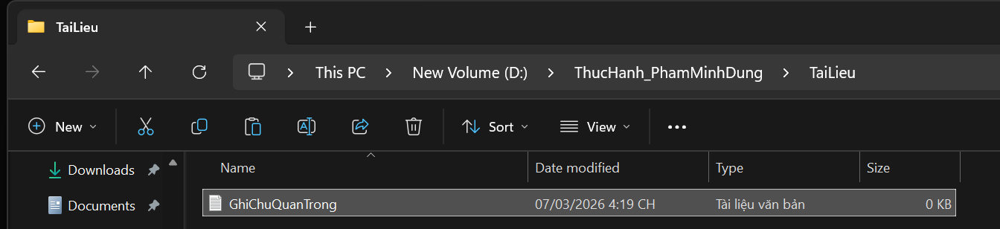 TaiLieu
This PC > New Volume (D:) > ThucHanh_PhamMinhDung > TaiLieu
New Sort View
Downloads
Documents
Name Date modified Type Size
GhiChuQuanTrong 07/03/2026 4:19 CH Tài liệu văn bản 0 KB